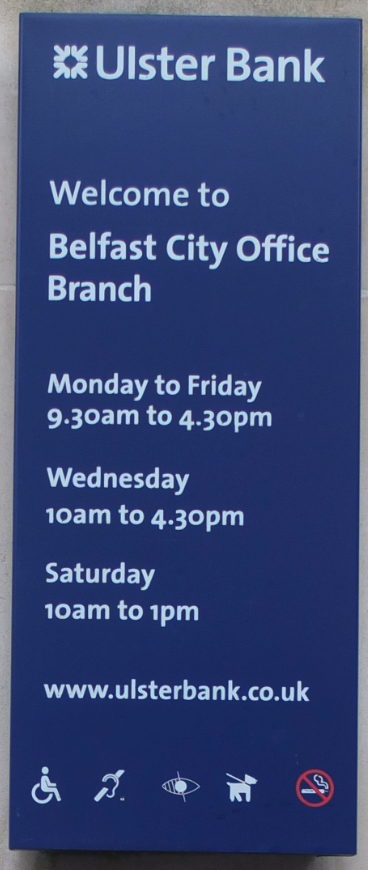 Ulster Bank
Welcome to
Belfast City Office
Branch
Monday to Friday
9.30am to 4.30pm
Wednesday
10am to 4.30pm
Saturday
10am to 1pm
www.ulsterbank.co.uk